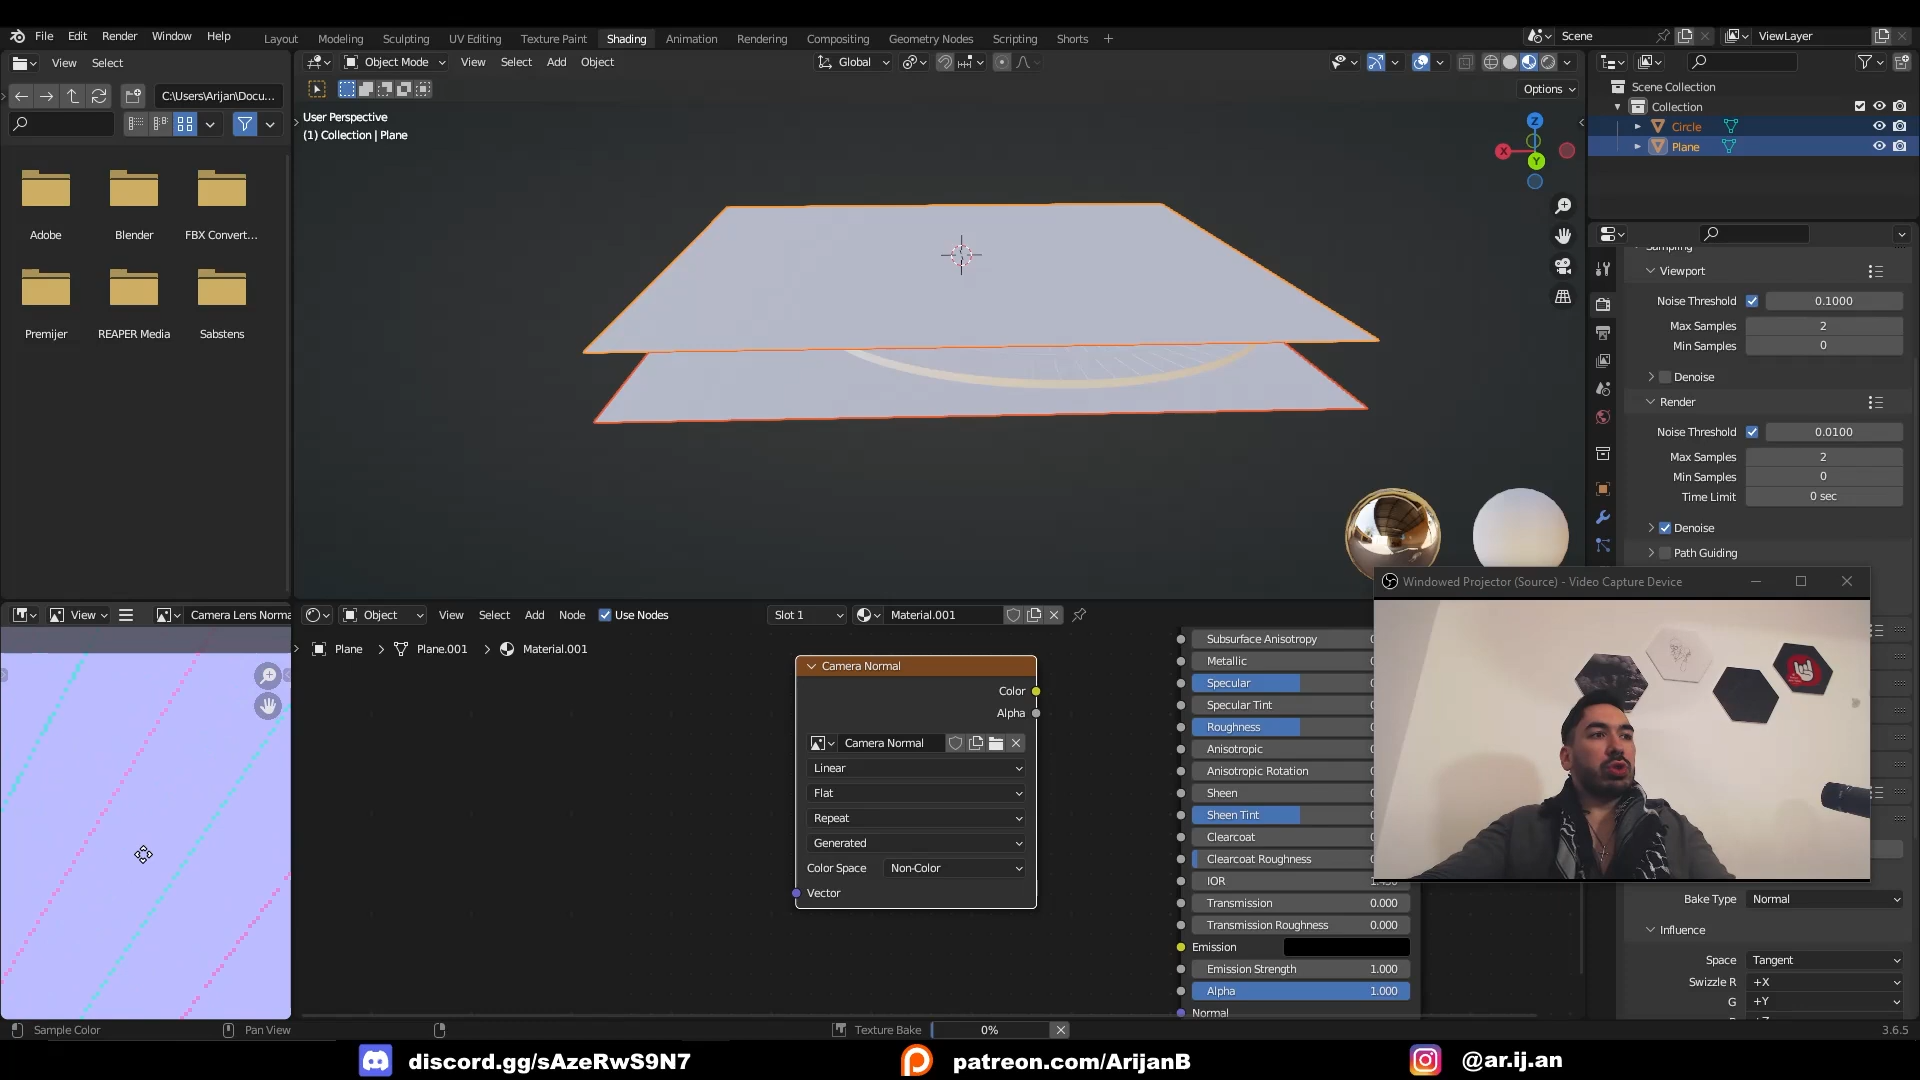 File Edit Render Window Help
Layout Modeling Sculpting UV Editing Texture Paint Shading Animation Rendering Compositing Geometry Nodes Scripting Shorts +
Scene
ViewLayer
View Select
C:\Users\Arijan\Docu...
Adobe
Blender
FBX Convert...
Premijer
REAPER Media
Sabstens
Object Mode
View Select Add Object
Global
Options
User Perspective
(1) Collection | Plane
Z
X
Y
Scene Collection
Collection
Circle
Plane
Viewport
Noise Threshold 0.1000
Max Samples 2
Min Samples 0
Denoise
Render
Noise Threshold 0.0100
Max Samples 2
Min Samples 0
Time Limit 0 sec
Denoise
Path Guiding
Windowed Projector (Source) - Video Capture Device
Bake Type Normal
Influence
Space Tangent
Swizzle R +X
G +Y
View
Camera Lens Norma
Object
View Select Add Node Use Nodes
Slot 1
Material.001
Plane > Plane.001 > Material.001
Camera Normal
Color
Alpha
Camera Normal
Linear
Flat
Repeat
Generated
Color Space Non-Color
Vector
Subsurface Anisotropy
Metallic
Specular
Specular Tint
Roughness
Anisotropic
Anisotropic Rotation
Sheen
Sheen Tint
Clearcoat
Clearcoat Roughness
IOR
Transmission 0.000
Transmission Roughness 0.000
Emission
Emission Strength 1.000
Alpha 1.000
Normal
Sample Color
Pan View
Texture Bake 0%
3.6.5
discord.gg/sAzeRwS9N7
patreon.com/ArijanB
@ar.ij.an